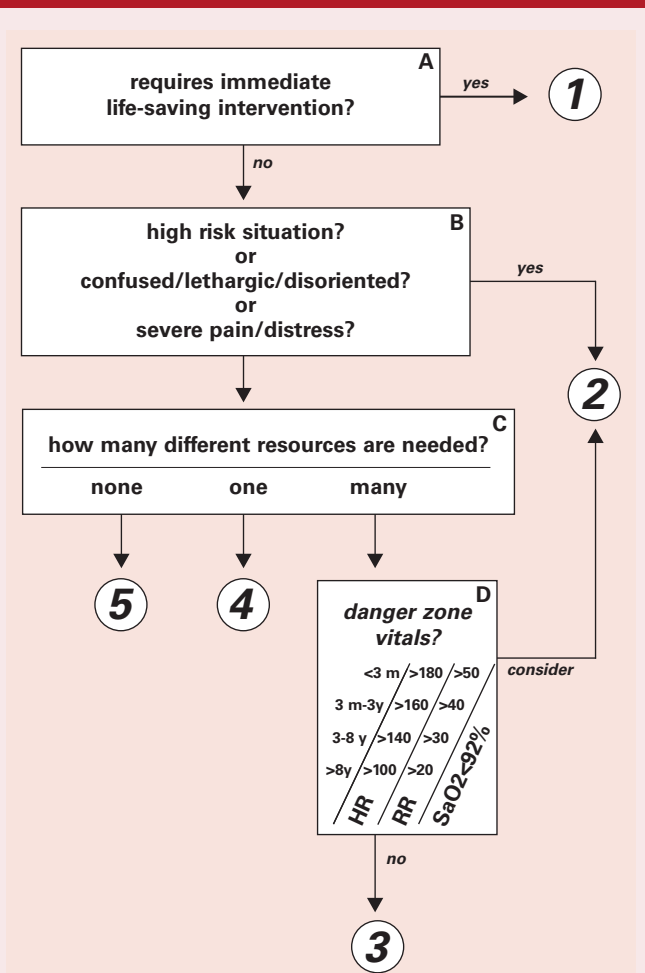 A
requires immediate
life-saving intervention?
yes
1
no
B
high risk situation?
or
confused/lethargic/disoriented?
or
severe pain/distress?
yes
2
C
how many different resources are needed?
none one many
5 4
D
danger zone
vitals?
<3 m >180 >50
3 m-3y >160 >40
3-8 y >140 >30
>8y >100 >20
HR RR SaO2<92%
consider
no
3